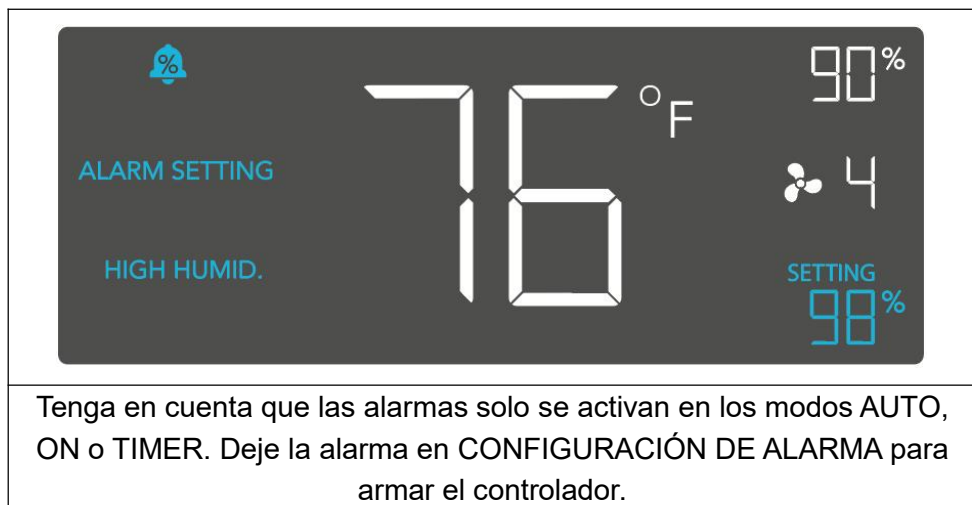 90%
76°F
ALARM SETTING
4
HIGH HUMID.
SETTING
98%
Tenga en cuenta que las alarmas solo se activan en los modos AUTO,
ON o TIMER. Deje la alarma en CONFIGURACIÓN DE ALARMA para
armar el controlador.